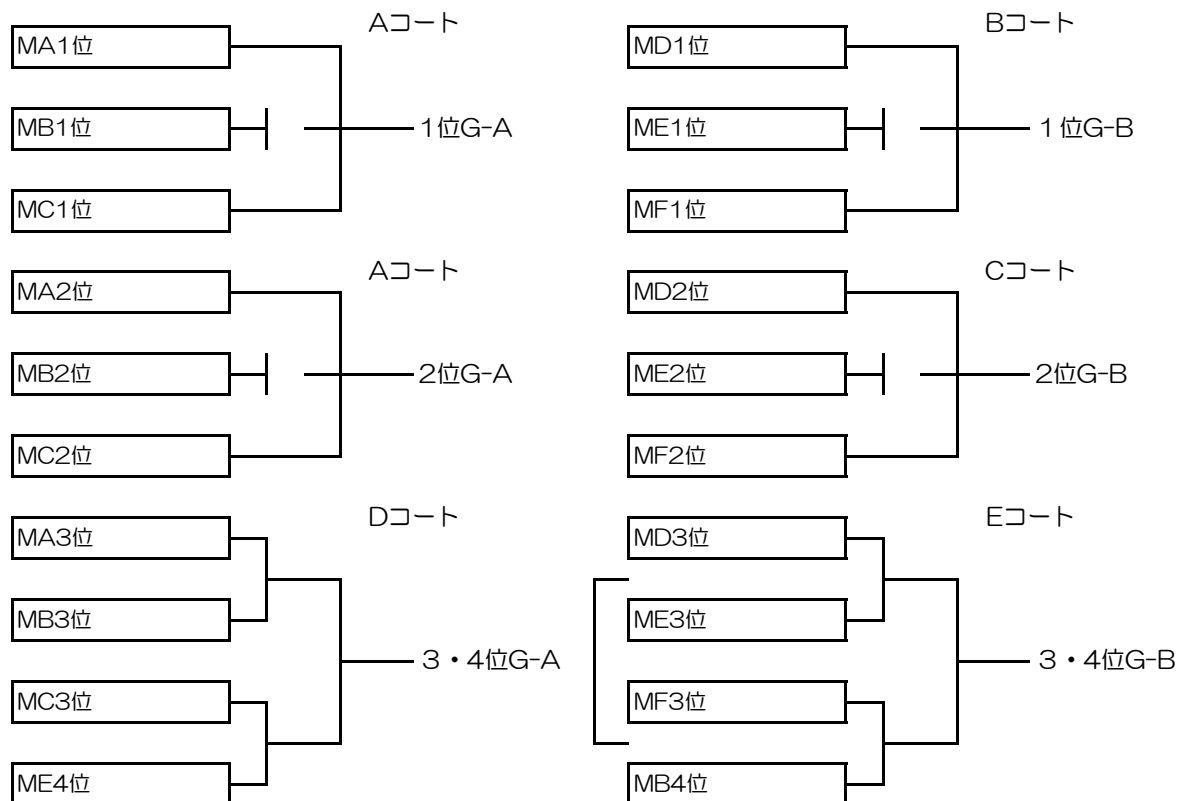 Aコート
MA1位
MB1位
1位G-A
MC1位
Bコート
MD1位
ME1位
1位G-B
MF1位
Aコート
MA2位
MB2位
2位G-A
MC2位
Cコート
MD2位
ME2位
2位G-B
MF2位
Dコート
MA3位
MB3位
3・4位G-A
MC3位
ME4位
Eコート
MD3位
ME3位
3・4位G-B
MF3位
MB4位